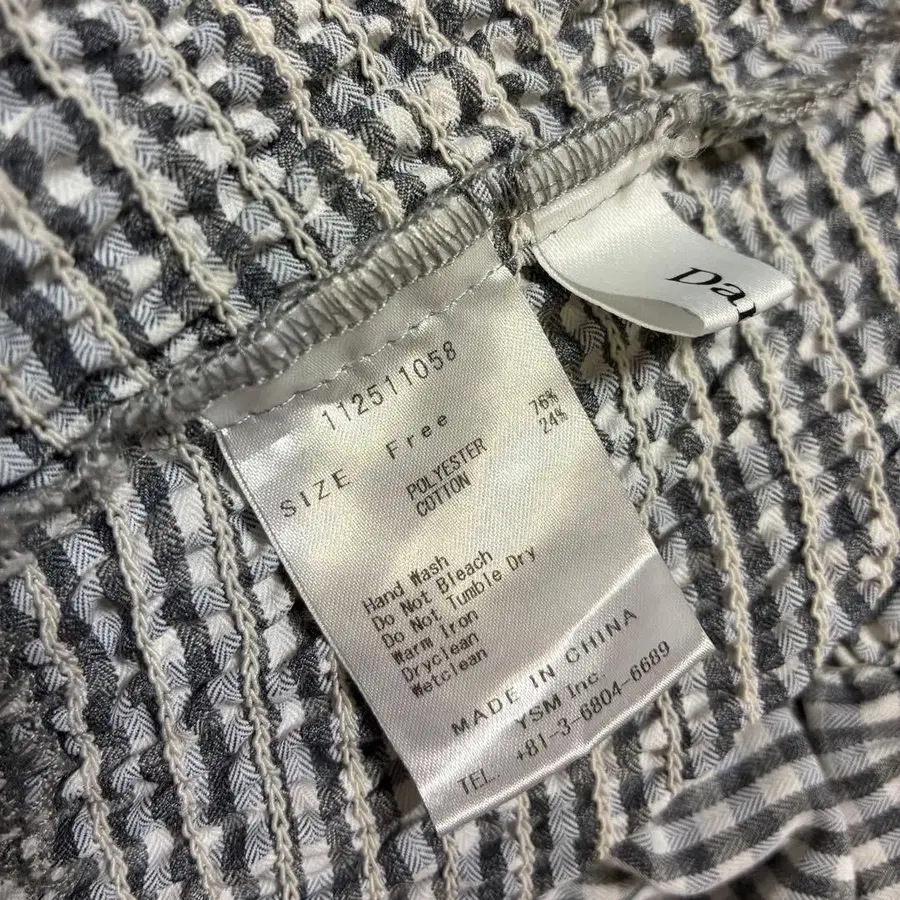 112511058
SIZE Free
POLYESTER 76%
COTTON 24%
Hand Wash
Do Not Bleach
Do Not Tumble Dry
Warm Iron
Dryclean
Wetclean
MADE IN CHINA
YSM Inc.
TEL. +81-3-6804-6689